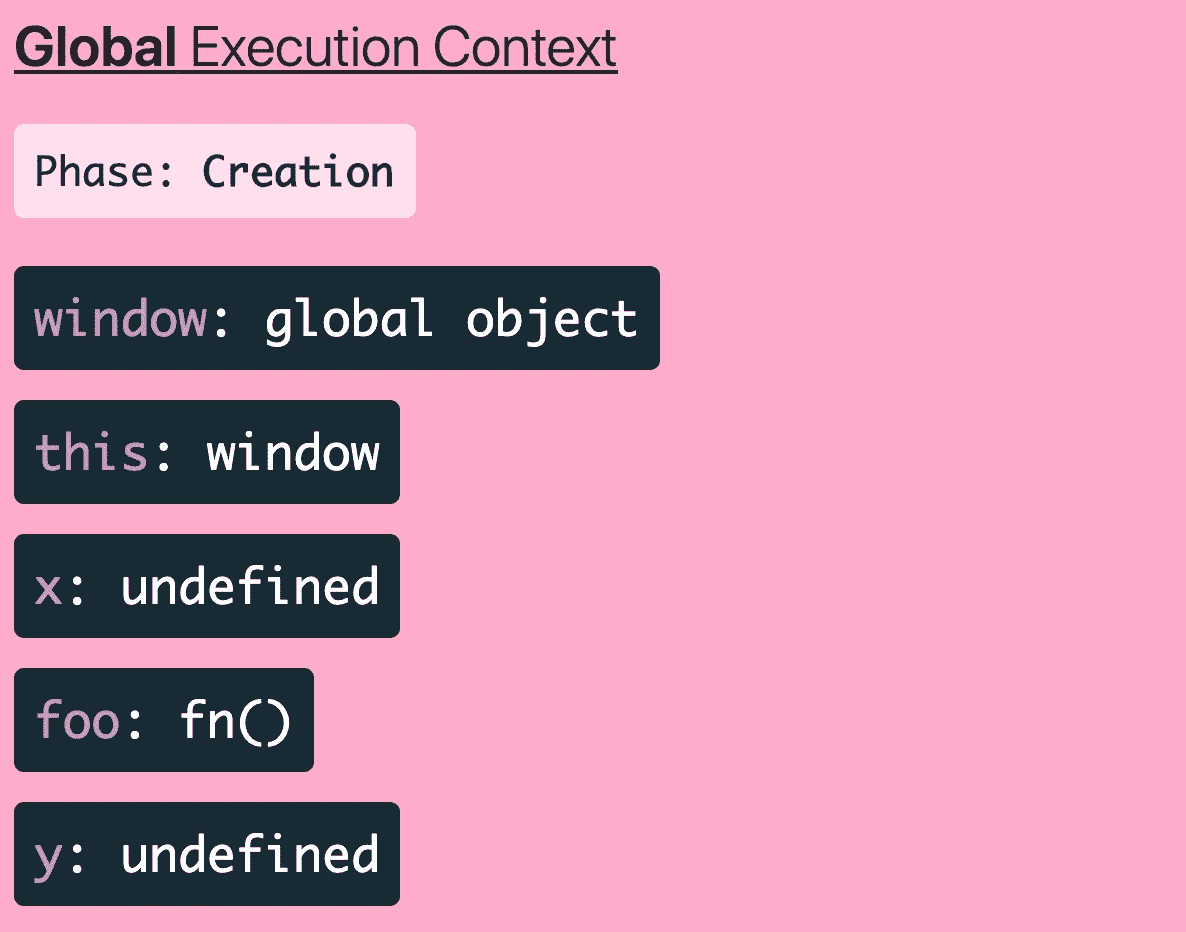 Global Execution Context
Phase: Creation
window: global object
this: window
x: undefined
foo: fn()
y: undefined